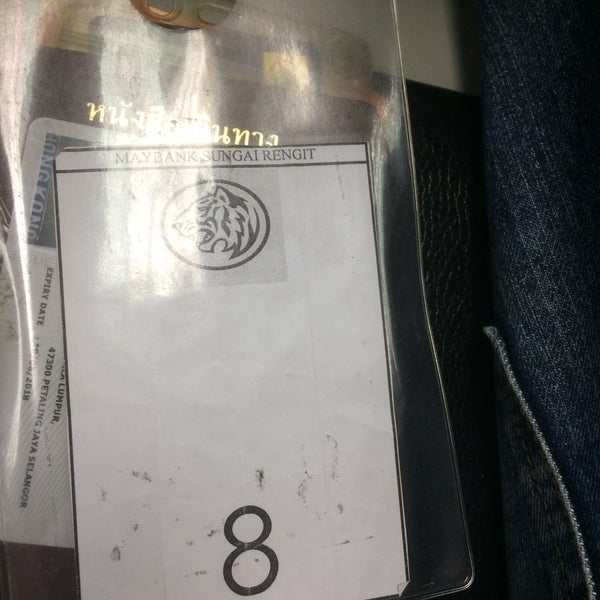 หนังสือเดินทาง
MAYBANK SUNGAI RENGIT
8
EXPIRY DATE
LUMPUR,
47300 PETALING JAYA SELANGOR